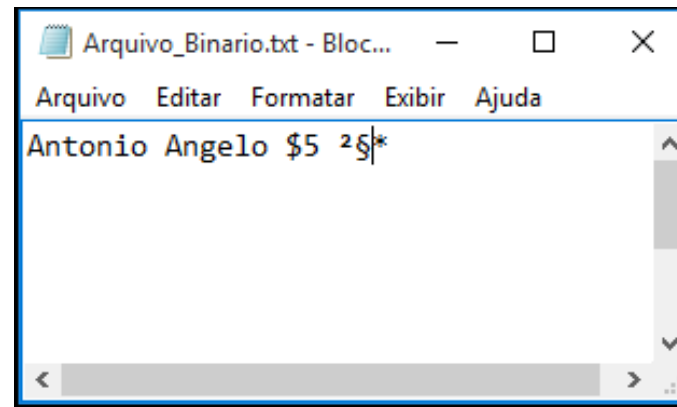 Arquivo_Binario.txt - Bloc...
Arquivo Editar Formatar Exibir Ajuda
Antonio Angelo $5 ²§*